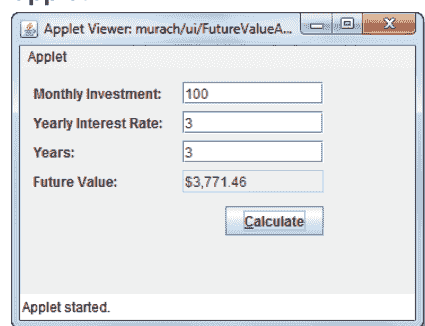 Applet Viewer: murach/ui/FutureValueA...
Applet
Monthly Investment: 100
Yearly Interest Rate: 3
Years: 3
Future Value: $3,771.46
Calculate
Applet started.